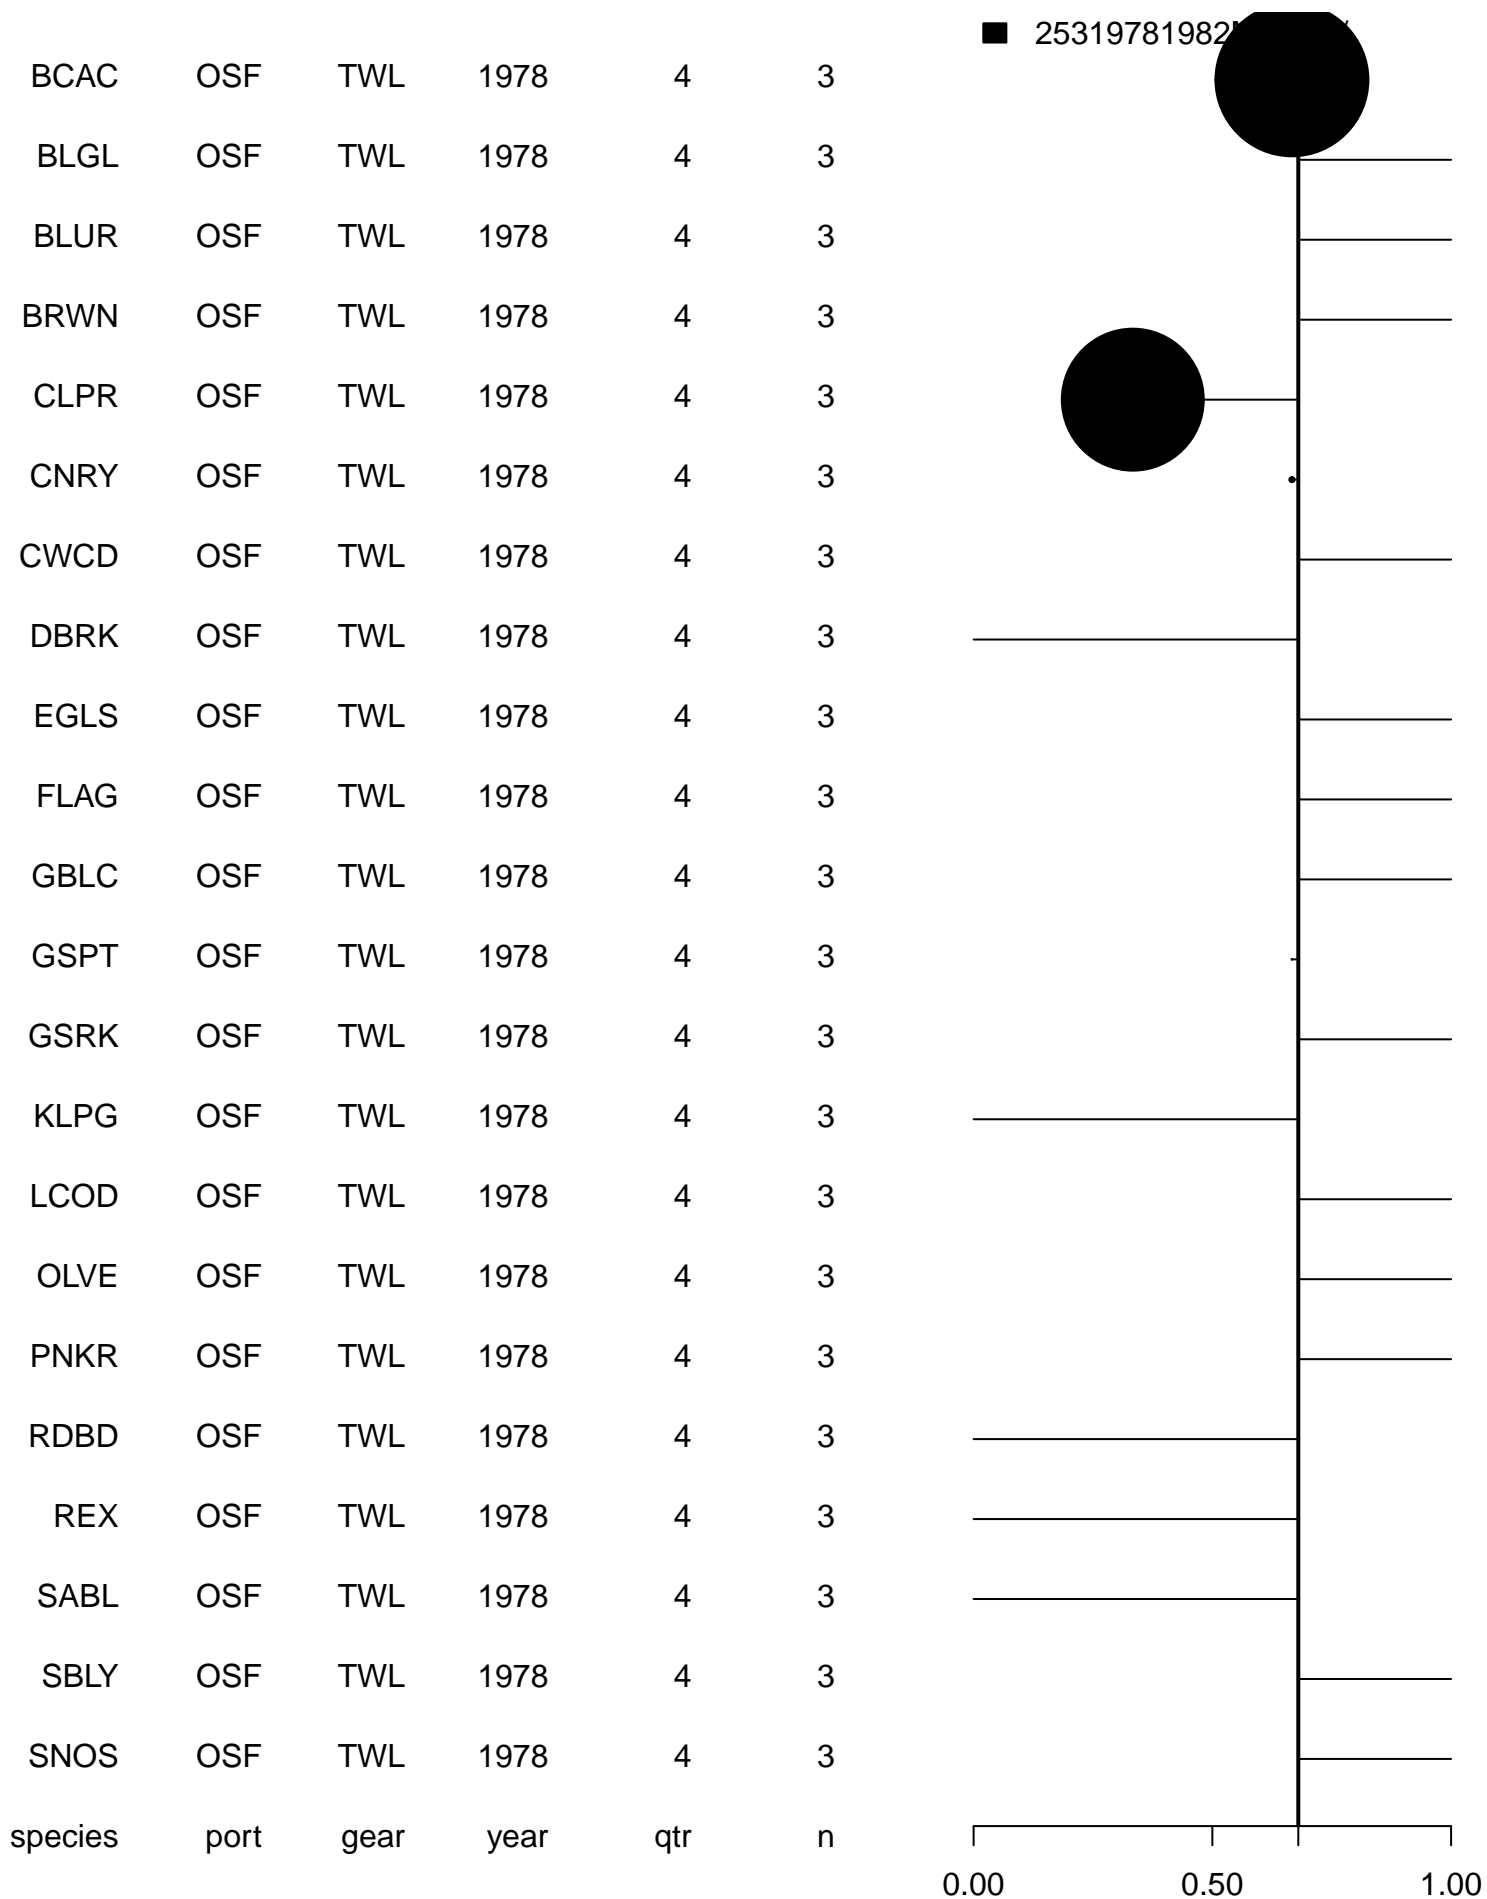 25319781982
BCAC OSF TWL 1978 4 3
BLGL OSF TWL 1978 4 3
BLUR OSF TWL 1978 4 3
BRWN OSF TWL 1978 4 3
CLPR OSF TWL 1978 4 3
CNRY OSF TWL 1978 4 3
CWCD OSF TWL 1978 4 3
DBRK OSF TWL 1978 4 3
EGLS OSF TWL 1978 4 3
FLAG OSF TWL 1978 4 3
GBLC OSF TWL 1978 4 3
GSPT OSF TWL 1978 4 3
GSRK OSF TWL 1978 4 3
KLPG OSF TWL 1978 4 3
LCOD OSF TWL 1978 4 3
OLVE OSF TWL 1978 4 3
PNKR OSF TWL 1978 4 3
RDBD OSF TWL 1978 4 3
REX OSF TWL 1978 4 3
SABL OSF TWL 1978 4 3
SBLY OSF TWL 1978 4 3
SNOS OSF TWL 1978 4 3
species port gear year qtr n
0.00 0.50 1.00